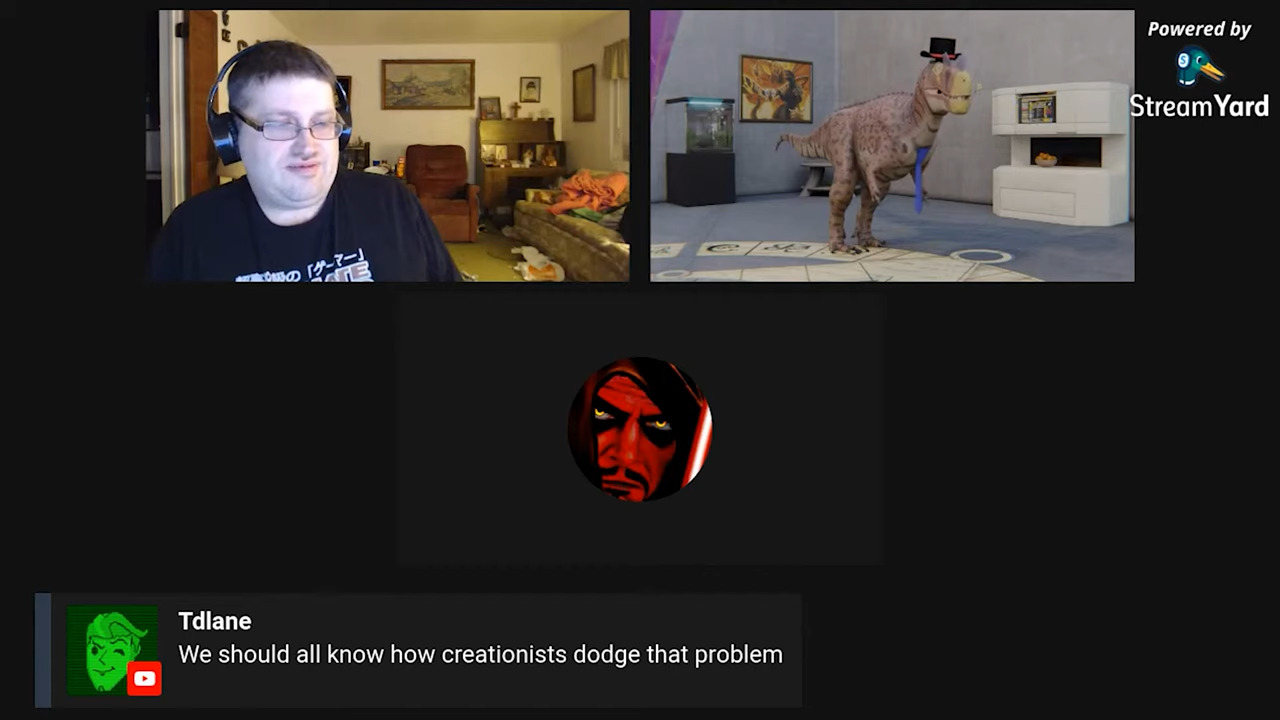 Powered by
StreamYard
Tdlane
We should all know how creationists dodge that problem